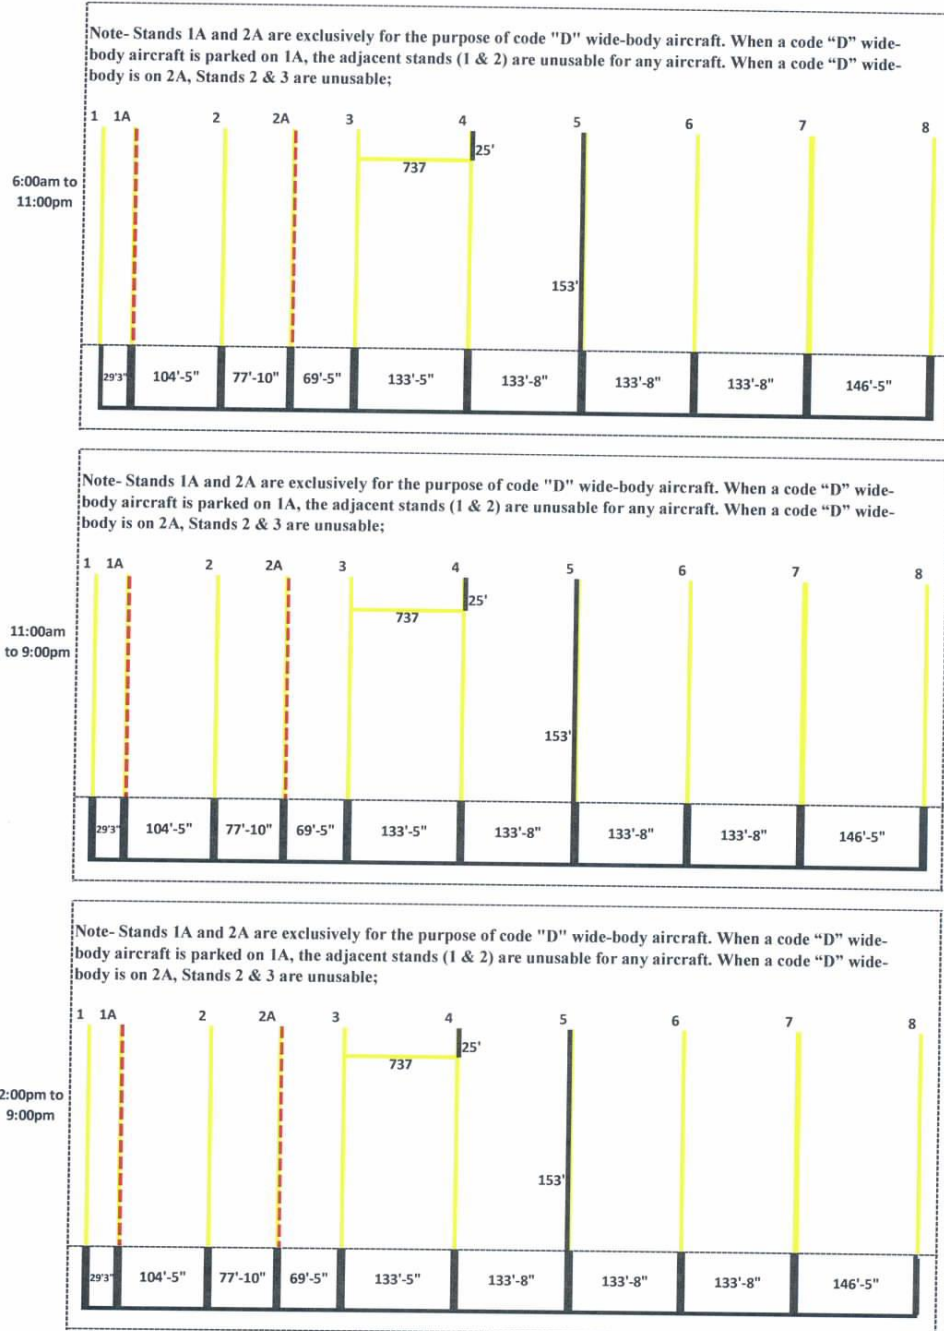 Note- Stands 1A and 2A are exclusively for the purpose of code "D" wide-body aircraft. When a code “D” wide-
body aircraft is parked on 1A, the adjacent stands (1 & 2) are unusable for any aircraft. When a code “D” wide-
body is on 2A, Stands 2 & 3 are unusable;
1 1A 2 2A 3 4 5 6 7 8
25'
737
6:00am to
11:00pm
153'
29'3" 104'-5" 77'-10" 69'-5" 133'-5" 133'-8" 133'-8" 133'-8" 146'-5"
Note- Stands 1A and 2A are exclusively for the purpose of code "D" wide-body aircraft. When a code “D” wide-
body aircraft is parked on 1A, the adjacent stands (1 & 2) are unusable for any aircraft. When a code “D” wide-
body is on 2A, Stands 2 & 3 are unusable;
1 1A 2 2A 3 4 5 6 7 8
25'
737
11:00am
to 9:00pm
153'
29'3" 104'-5" 77'-10" 69'-5" 133'-5" 133'-8" 133'-8" 133'-8" 146'-5"
Note- Stands 1A and 2A are exclusively for the purpose of code "D" wide-body aircraft. When a code “D” wide-
body aircraft is parked on 1A, the adjacent stands (1 & 2) are unusable for any aircraft. When a code “D” wide-
body is on 2A, Stands 2 & 3 are unusable;
1 1A 2 2A 3 4 5 6 7 8
25'
737
2:00pm to
9:00pm
153'
29'3" 104'-5" 77'-10" 69'-5" 133'-5" 133'-8" 133'-8" 133'-8" 146'-5"